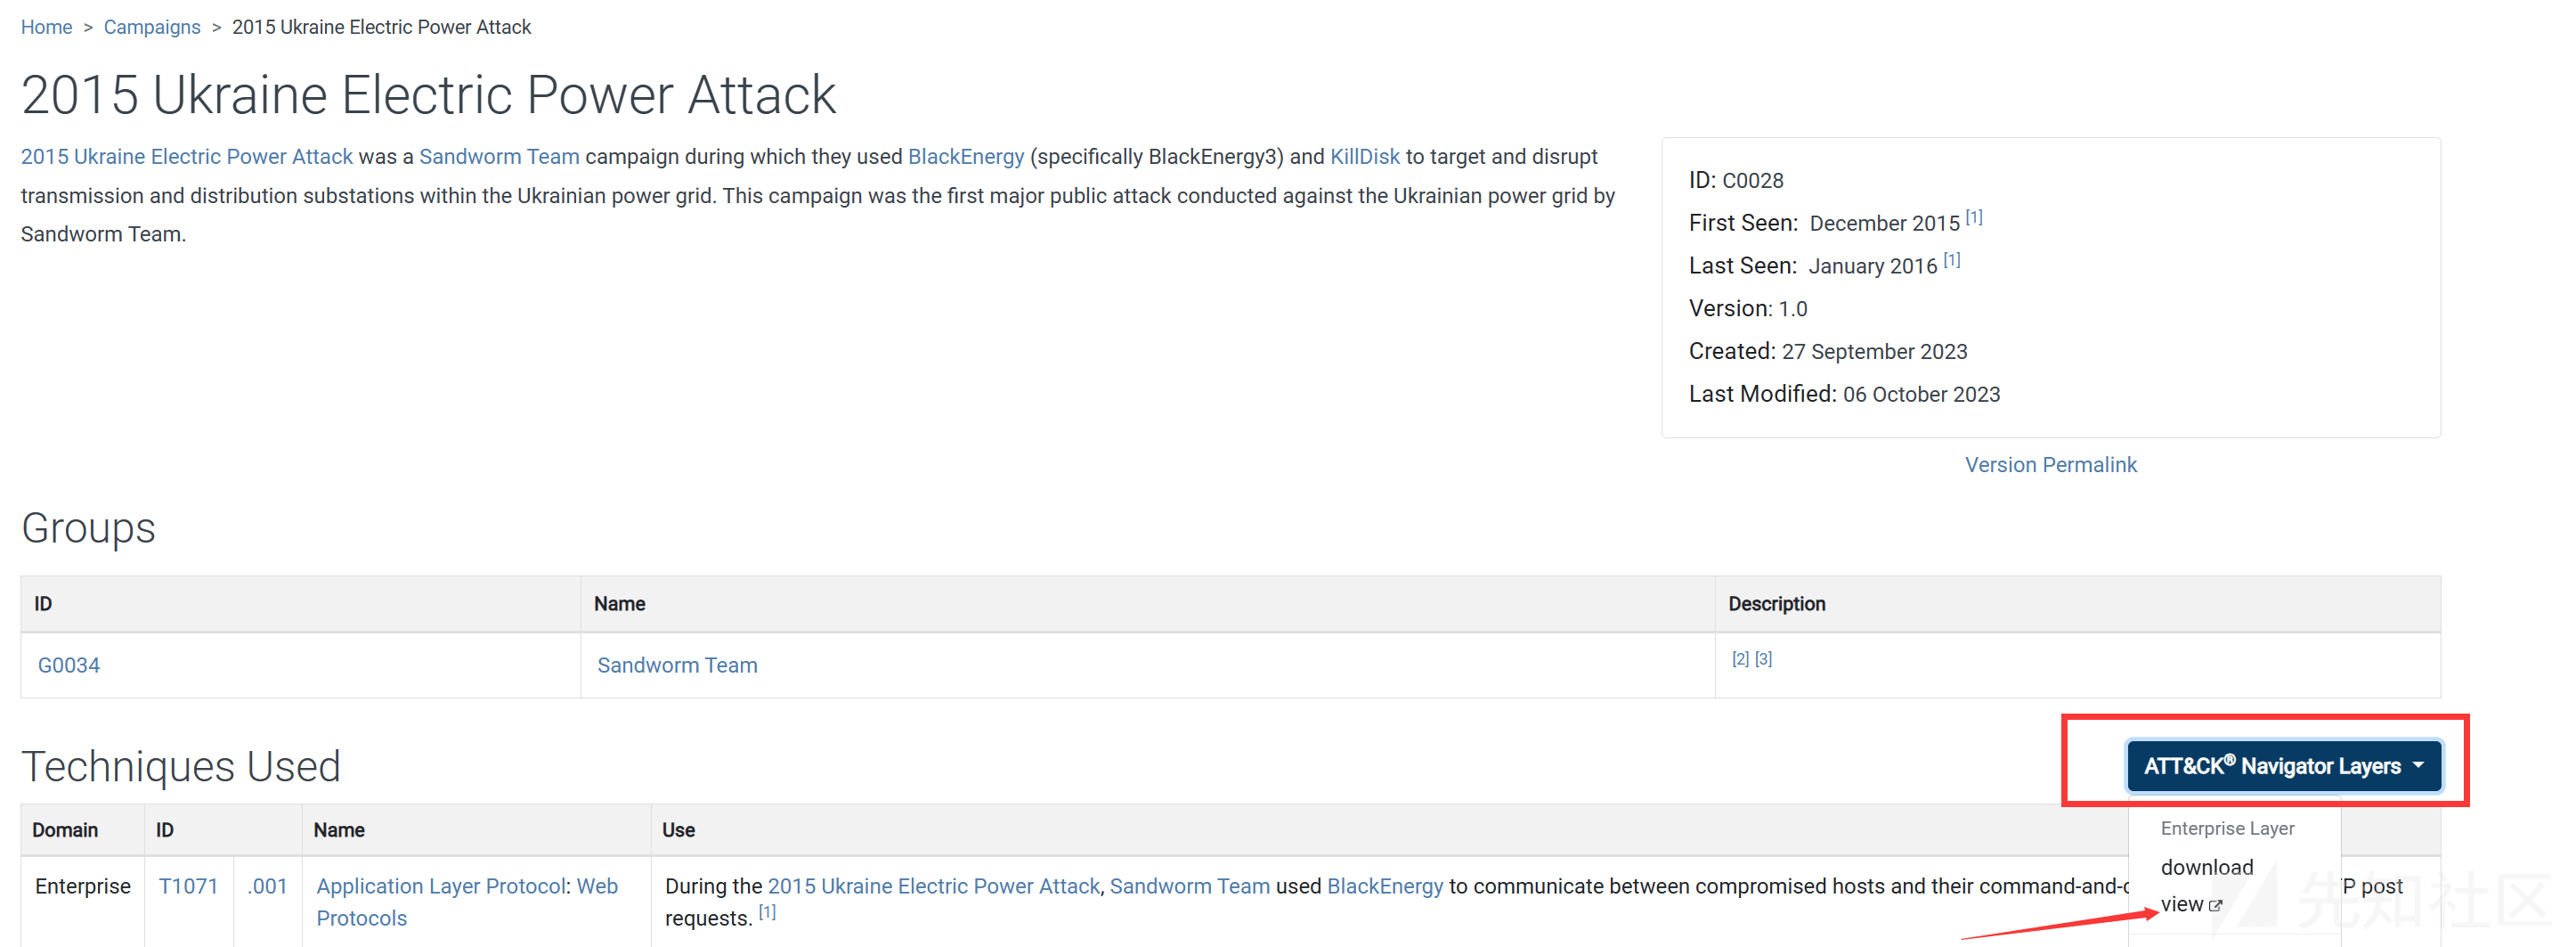 Home > Campaigns > 2015 Ukraine Electric Power Attack
2015 Ukraine Electric Power Attack
2015 Ukraine Electric Power Attack was a Sandworm Team campaign during which they used BlackEnergy (specifically BlackEnergy3) and KillDisk to target and disrupt
transmission and distribution substations within the Ukrainian power grid. This campaign was the first major public attack conducted against the Ukrainian power grid by
Sandworm Team.
ID: C0028
First Seen: December 2015 [1]
Last Seen: January 2016 [1]
Version: 1.0
Created: 27 September 2023
Last Modified: 06 October 2023
Version Permalink
Groups
ID Name Description
G0034 Sandworm Team [2] [3]
Techniques Used
ATT&CK® Navigator Layers
Enterprise Layer
download
view
Domain ID Name Use
Enterprise T1071 .001 Application Layer Protocol: Web
Protocols
During the 2015 Ukraine Electric Power Attack, Sandworm Team used BlackEnergy to communicate between compromised hosts and their command-and- post
requests. [1]
先知社区